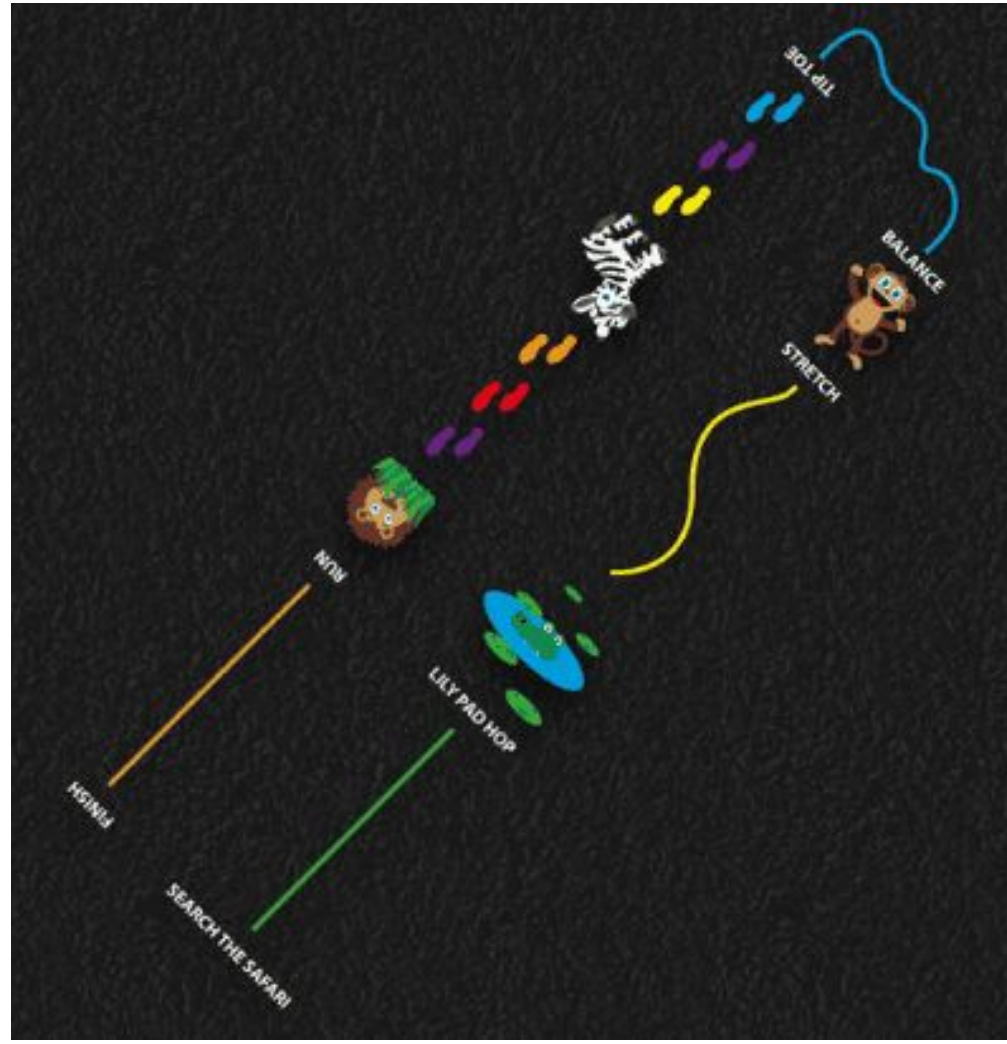 SEARCH THE SAFARI
LILY PAD HOP
STRETCH
BALANCE
TIP TOE
RUN
FINISH